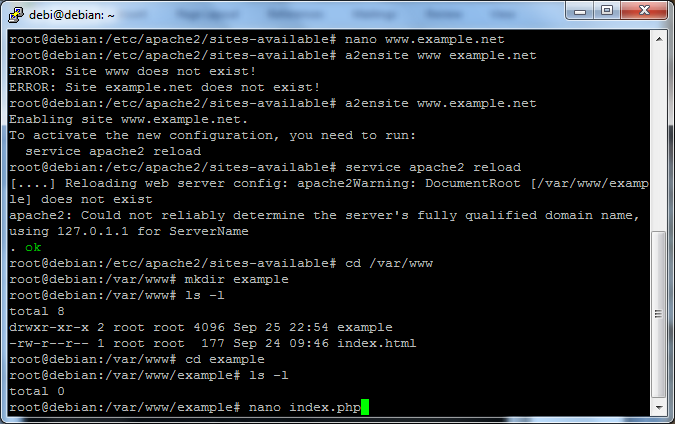 debi@debian: ~
root@debian:/etc/apache2/sites-available# nano www.example.net
root@debian:/etc/apache2/sites-available# a2ensite www example.net
ERROR: Site www does not exist!
ERROR: Site example.net does not exist!
root@debian:/etc/apache2/sites-available# a2ensite www.example.net
Enabling site www.example.net.
To activate the new configuration, you need to run:
  service apache2 reload
root@debian:/etc/apache2/sites-available# service apache2 reload
[....] Reloading web server config: apache2Warning: DocumentRoot [/var/www/examp
le] does not exist
apache2: Could not reliably determine the server's fully qualified domain name,
using 127.0.1.1 for ServerName
. ok
root@debian:/etc/apache2/sites-available# cd /var/www
root@debian:/var/www# mkdir example
root@debian:/var/www# ls -l
total 8
drwxr-xr-x 2 root root 4096 Sep 25 22:54 example
-rw-r--r-- 1 root root  177 Sep 24 09:46 index.html
root@debian:/var/www# cd example
root@debian:/var/www/example# ls -l
total 0
root@debian:/var/www/example# nano index.php